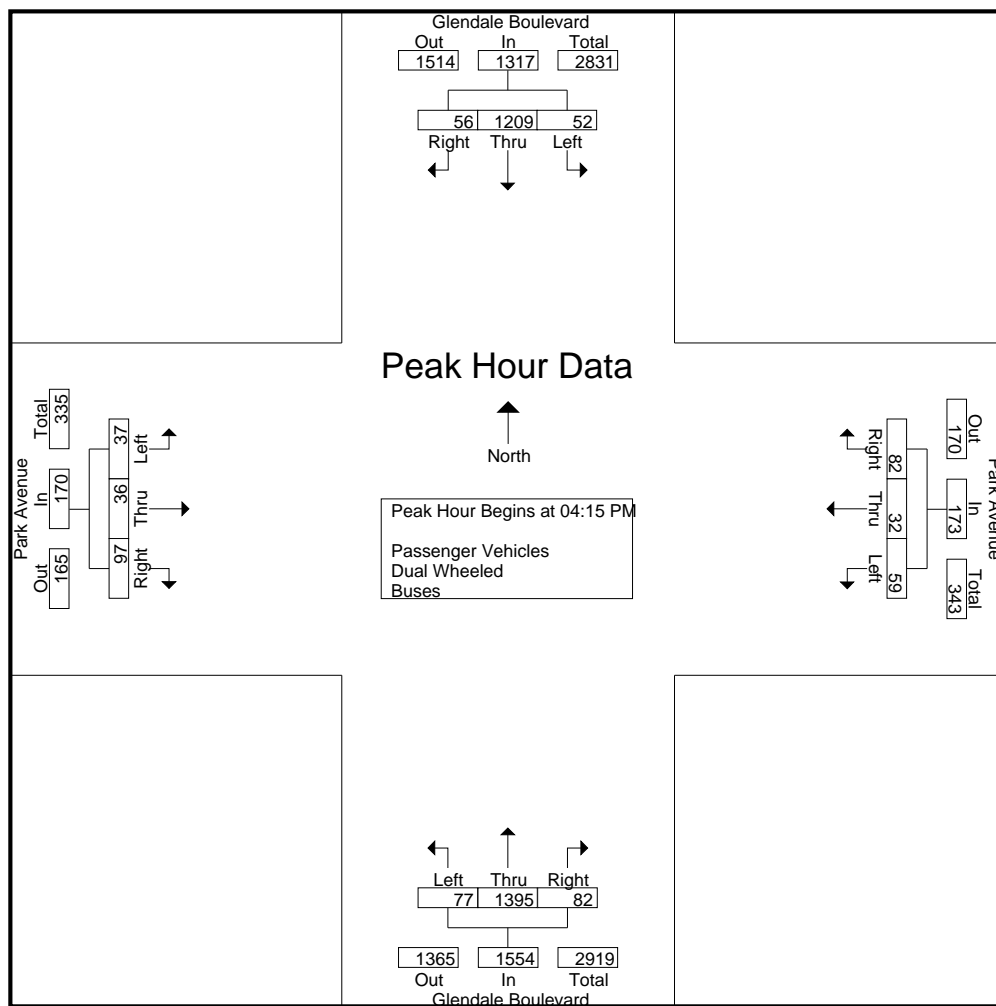 Glendale Boulevard
Out In Total
1514 1317 2831
56 1209 52
Right Thru Left
Peak Hour Data
North
Peak Hour Begins at 04:15 PM
Passenger Vehicles
Dual Wheeled
Buses
Park Avenue
Out In Total
165 170 335
Right Thru Left
97 36 37
Park Avenue
Out In Total
170 173 343
Right Thru Left
82 32 59
Left Thru Right
77 1395 82
1365 1554 2919
Out In Total
Glendale Boulevard